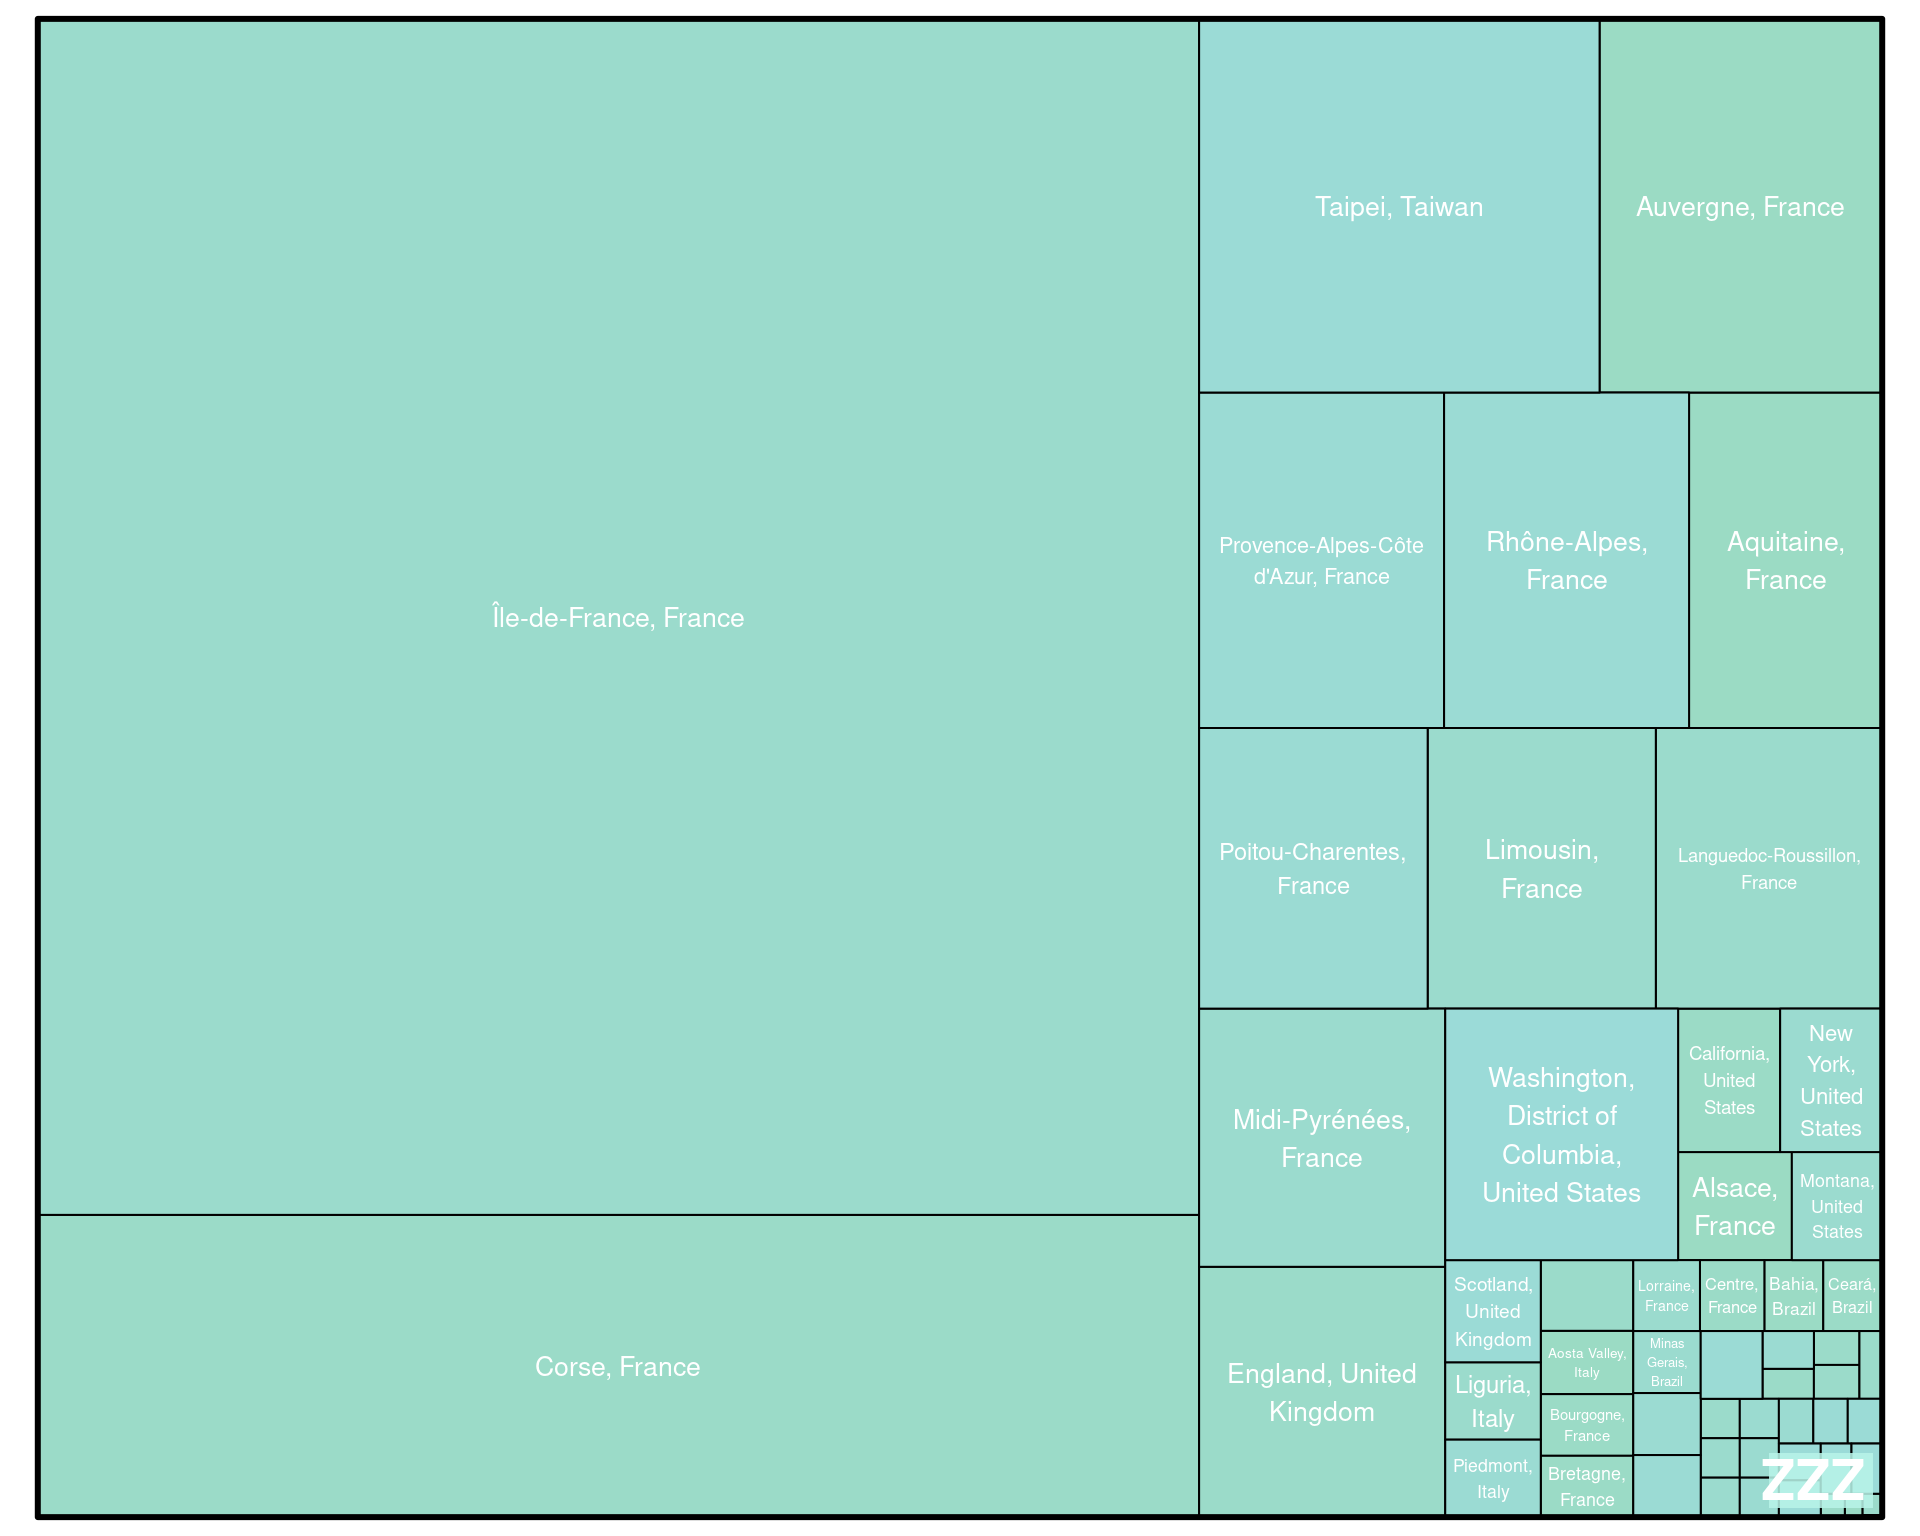 Île-de-France, France
Corse, France
Taipei, Taiwan
Auvergne, France
Provence-Alpes-Côte
d'Azur, France
Rhône-Alpes,
France
Aquitaine,
France
Poitou-Charentes,
France
Limousin,
France
Languedoc-Roussillon,
France
Midi-Pyrénées,
France
England, United
Kingdom
Washington,
District of
Columbia,
United States
California,
United
States
New
York,
United
States
Alsace,
France
Montana,
United
States
Scotland,
United
Kingdom
Liguria,
Italy
Piedmont,
Italy
Aosta Valley,
Italy
Bourgogne,
France
Bretagne,
France
Lorraine,
France
Centre,
France
Bahia,
Brazil
Ceará,
Brazil
Minas
Gerais,
Brazil
ZZZ